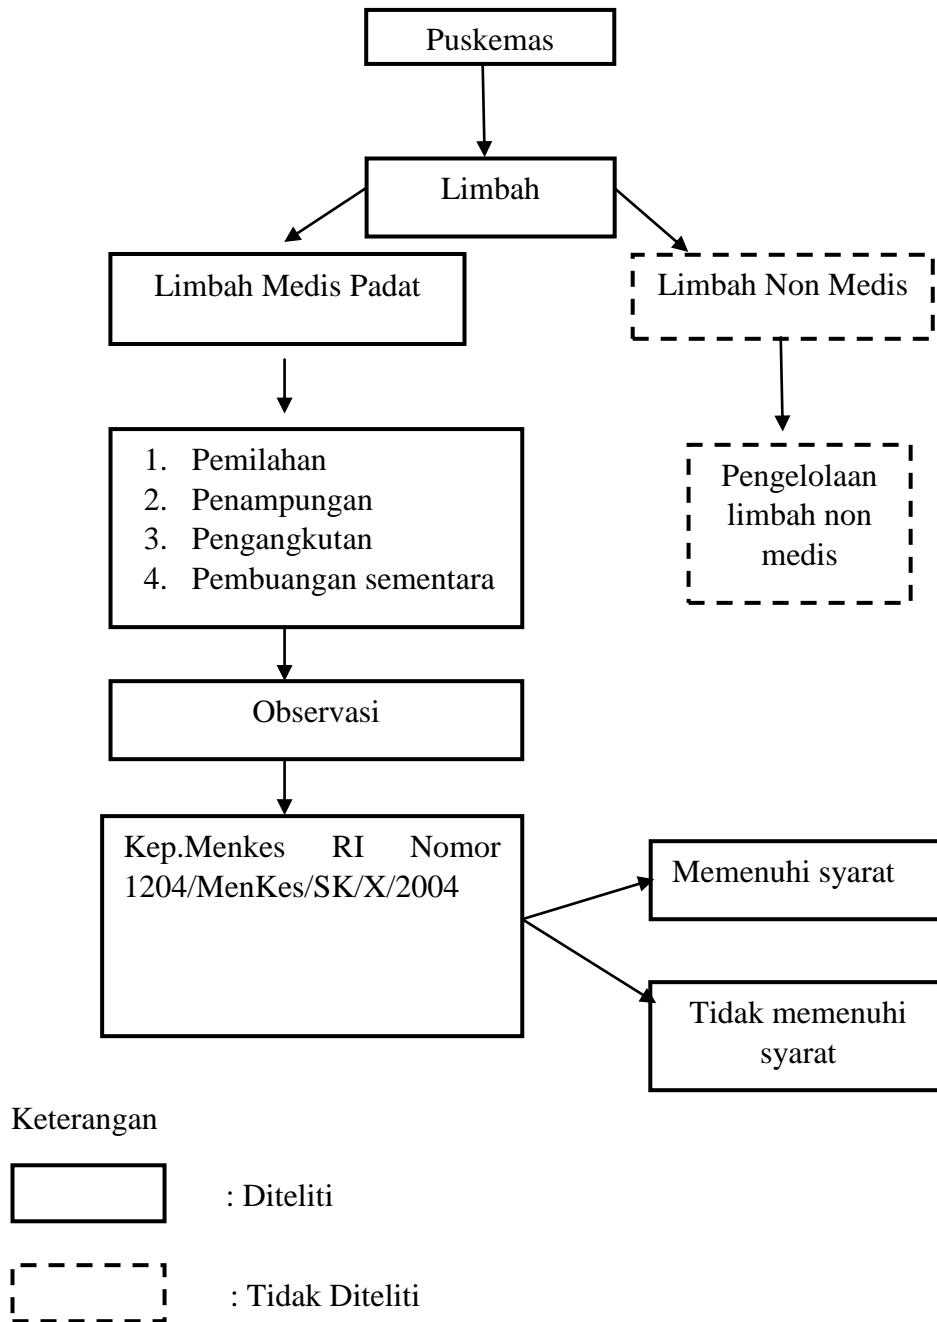 Puskemas
Limbah
Limbah Medis Padat
Limbah Non Medis
1. Pemilahan
2. Penampungan
3. Pengangkutan
4. Pembuangan sementara
Pengelolaan
limbah non
medis
Observasi
Kep.Menkes RI Nomor
1204/MenKes/SK/X/2004
Memenuhi syarat
Tidak memenuhi
syarat
Keterangan
: Diteliti
: Tidak Diteliti